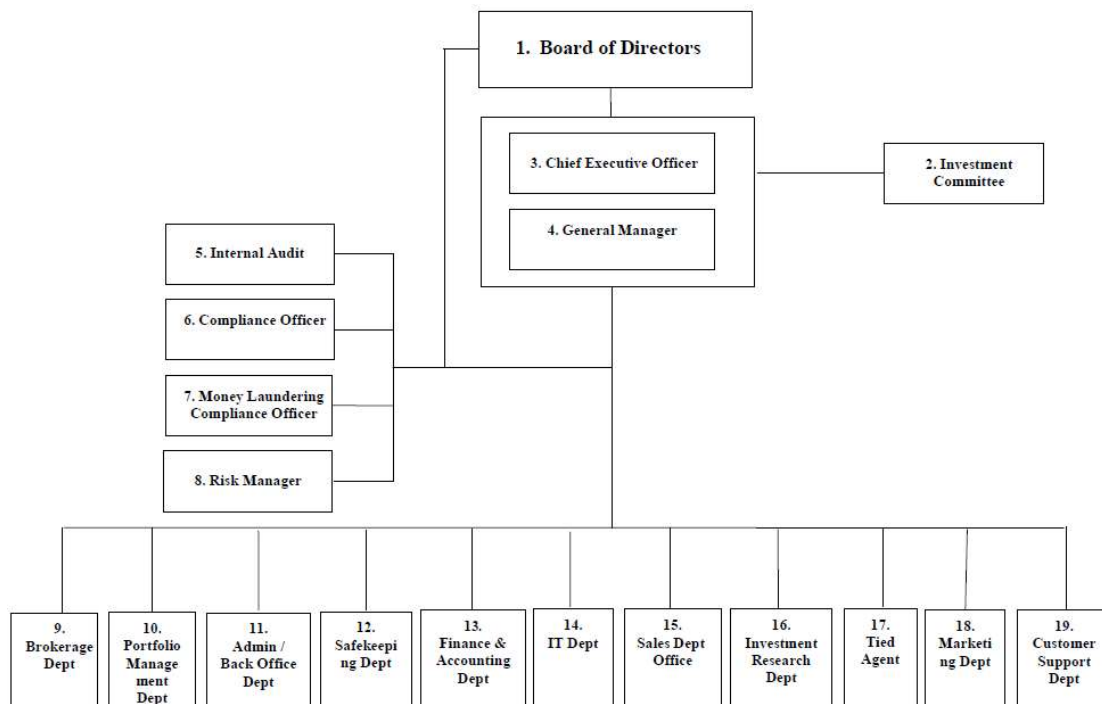 1. Board of Directors
3. Chief Executive Officer
2. Investment
Committee
4. General Manager
5. Internal Audit
6. Compliance Officer
7. Money Laundering
Compliance Officer
8. Risk Manager
9.
Brokerage
Dept
10.
Portfolio
Manage
ment
Dept
11.
Admin /
Back Office
Dept
12.
Safekeepi
ng Dept
13.
Finance &
Accounting
Dept
14.
IT Dept
15.
Sales Dept
Office
16.
Investment
Research
Dept
17.
Tied
Agent
18.
Marketi
ng Dept
19.
Customer
Support
Dept